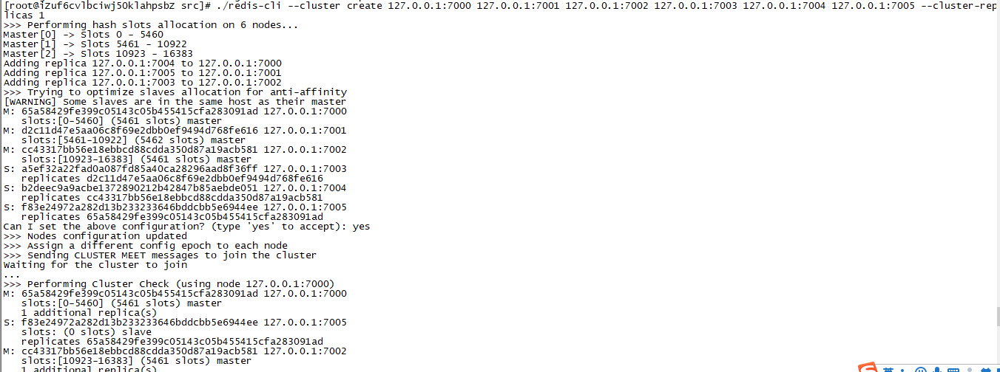 [root@iZuf6cvlbciwj50klahpsbZ src]# ./redis-cli --cluster create 127.0.0.1:7000 127.0.0.1:7001 127.0.0.1:7002 127.0.0.1:7003 127.0.0.1:7004 127.0.0.1:7005 --cluster-rep
licas 1
>>> Performing hash slots allocation on 6 nodes...
Master[0] -> Slots 0 - 5460
Master[1] -> Slots 5461 - 10922
Master[2] -> Slots 10923 - 16383
Adding replica 127.0.0.1:7004 to 127.0.0.1:7000
Adding replica 127.0.0.1:7005 to 127.0.0.1:7001
Adding replica 127.0.0.1:7003 to 127.0.0.1:7002
>>> Trying to optimize slaves allocation for anti-affinity
[WARNING] Some slaves are in the same host as their master
M: 65a58429fe399c05143c05b455415cfa283091ad 127.0.0.1:7000
   slots:[0-5460] (5461 slots) master
M: d2c11d47e5aa06c8f69e2dbb0ef9494d768fe616 127.0.0.1:7001
   slots:[5461-10922] (5462 slots) master
M: cc43317bb56e18ebbcd88cdda350d87a19acb581 127.0.0.1:7002
   slots:[10923-16383] (5461 slots) master
S: a5ef32a22fad0a087fd85a40ca28296aad8f36ff 127.0.0.1:7003
   replicates d2c11d47e5aa06c8f69e2dbb0ef9494d768fe616
S: b2deec9a9acbe1372890212b42847b85aebde051 127.0.0.1:7004
   replicates cc43317bb56e18ebbcd88cdda350d87a19acb581
S: f83e24972a282d13b233233646bddcbb5e6944ee 127.0.0.1:7005
   replicates 65a58429fe399c05143c05b455415cfa283091ad
Can I set the above configuration? (type 'yes' to accept): yes
>>> Nodes configuration updated
>>> Assign a different config epoch to each node
>>> Sending CLUSTER MEET messages to join the cluster
Waiting for the cluster to join
...
>>> Performing Cluster Check (using node 127.0.0.1:7000)
M: 65a58429fe399c05143c05b455415cfa283091ad 127.0.0.1:7000
   slots:[0-5460] (5461 slots) master
   1 additional replica(s)
S: f83e24972a282d13b233233646bddcbb5e6944ee 127.0.0.1:7005
   slots: (0 slots) slave
   replicates 65a58429fe399c05143c05b455415cfa283091ad
M: cc43317bb56e18ebbcd88cdda350d87a19acb581 127.0.0.1:7002
   slots:[10923-16383] (5461 slots) master
   1 additional replica(s)